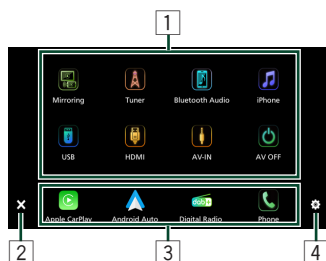 1
Mirroring Tuner Bluetooth Audio iPhone
USB HDMI AV-IN AV OFF
dab+
Apple CarPlay Android Auto Digital Radio Phone
2 3 4